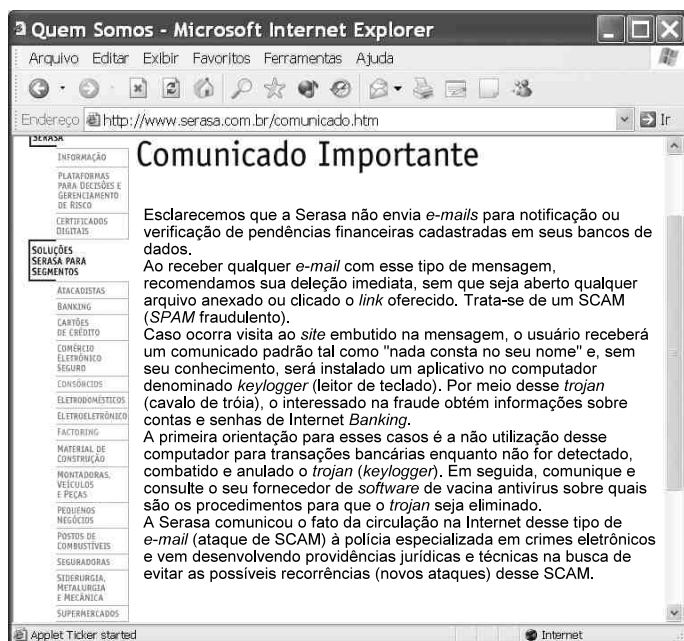 Quem Somos - Microsoft Internet Explorer
Arquivo Editar Exibir Favoritos Ferramentas Ajuda
Endereço http://www.serasa.com.br/comunicado.htm Ir
SERASA
INFORMAÇÃO
PLATAFORMAS
PARA DECISÕES E
GERENCIAMENTO
DE RISCO
CERTIFICADOS
DIGITAIS
SOLUÇÕES
SERASA PARA
SEGMENTOS
ATACADISTAS
BANKING
CARTÕES
DE CRÉDITO
COMÉRCIO
ELETRÔNICO
SEGURO
CONSÓRCIOS
ELETRODOMÉSTICOS
ELETROELETRÔNICO
FACTORING
MATERIAL DE
CONSTRUÇÃO
MONTADORAS,
VEÍCULOS
E PEÇAS
PEQUENOS
NEGÓCIOS
POSTOS DE
COMBUSTÍVEIS
SEGURADORAS
SIDERURGIA,
METALURGIA
E MECÂNICA
SUPERMERCADOS
Comunicado Importante
Esclarecemos que a Serasa não envia e-mails para notificação ou
verificação de pendências financeiras cadastradas em seus bancos de
dados.
Ao receber qualquer e-mail com esse tipo de mensagem,
recomendamos sua deleção imediata, sem que seja aberto qualquer
arquivo anexado ou clicado o link oferecido. Trata-se de um SCAM
(SPAM fraudulento).
Caso ocorra visita ao site embutido na mensagem, o usuário receberá
um comunicado padrão tal como "nada consta no seu nome" e, sem
seu conhecimento, será instalado um aplicativo no computador
denominado keylogger (leitor de teclado). Por meio desse trojan
(cavalo de tróia), o interessado na fraude obtém informações sobre
contas e senhas de Internet Banking.
A primeira orientação para esses casos é a não utilização desse
computador para transações bancárias enquanto não for detectado,
combatido e anulado o trojan (keylogger). Em seguida, comunique e
consulte o seu fornecedor de software de vacina antivírus sobre quais
são os procedimentos para que o trojan seja eliminado.
A Serasa comunicou o fato da circulação na Internet desse tipo de
e-mail (ataque de SCAM) à polícia especializada em crimes eletrônicos
e vem desenvolvendo providências jurídicas e técnicas na busca de
evitar as possíveis recorrências (novos ataques) desse SCAM.
Applet Ticker started Internet